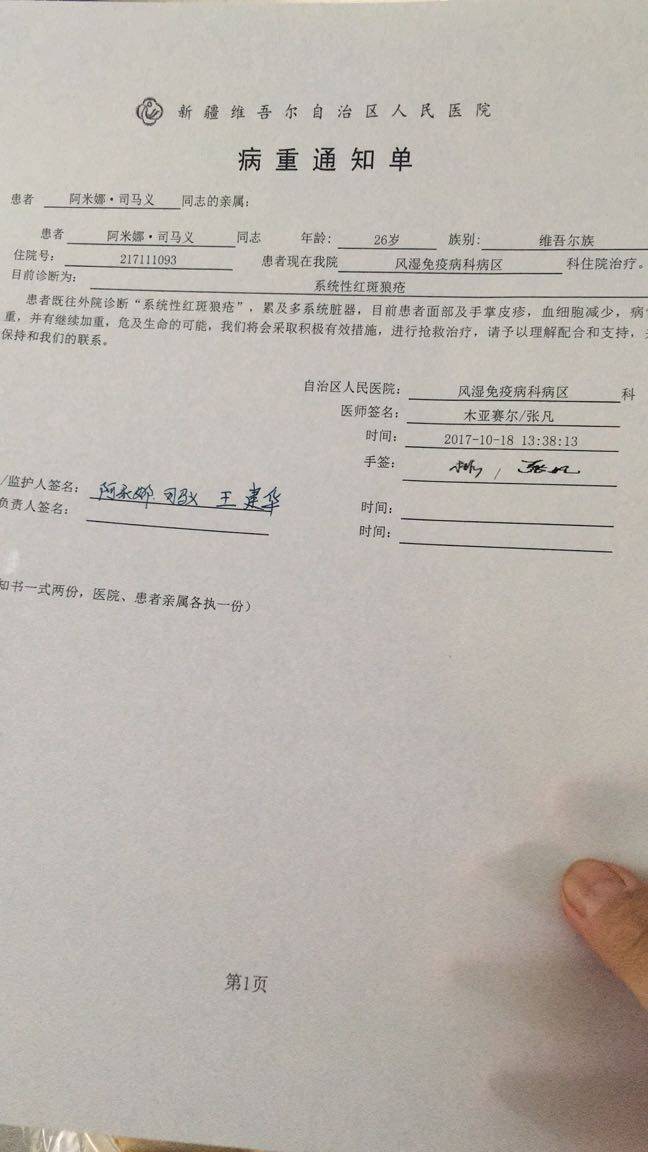 新疆维吾尔自治区人民医院
病重通知单
患者 阿米娜·司马义 同志的亲属：
患者 阿米娜·司马义 同志 年龄: 26岁 族别: 维吾尔族
住院号: 217111093 患者现在我院 风湿免疫病科病区 科住院治疗。
目前诊断为: 系统性红斑狼疮
患者既往外院诊断“系统性红斑狼疮”，累及多系统脏器，目前患者面部及手掌皮疹，血细胞减少，病
重，并有继续加重，危及生命的可能，我们将会采取积极有效措施，进行抢救治疗，请予以理解配合和支持，
保持和我们的联系。
自治区人民医院: 风湿免疫病科病区 科
医师签名: 木亚赛尔/张凡
时间: 2017-10-18 13:38:13
手签:
/监护人签名: 阿米娜·司马义 王建华
负责人签名:
时间:
时间:
知书一式两份，医院、患者亲属各执一份）
第1页